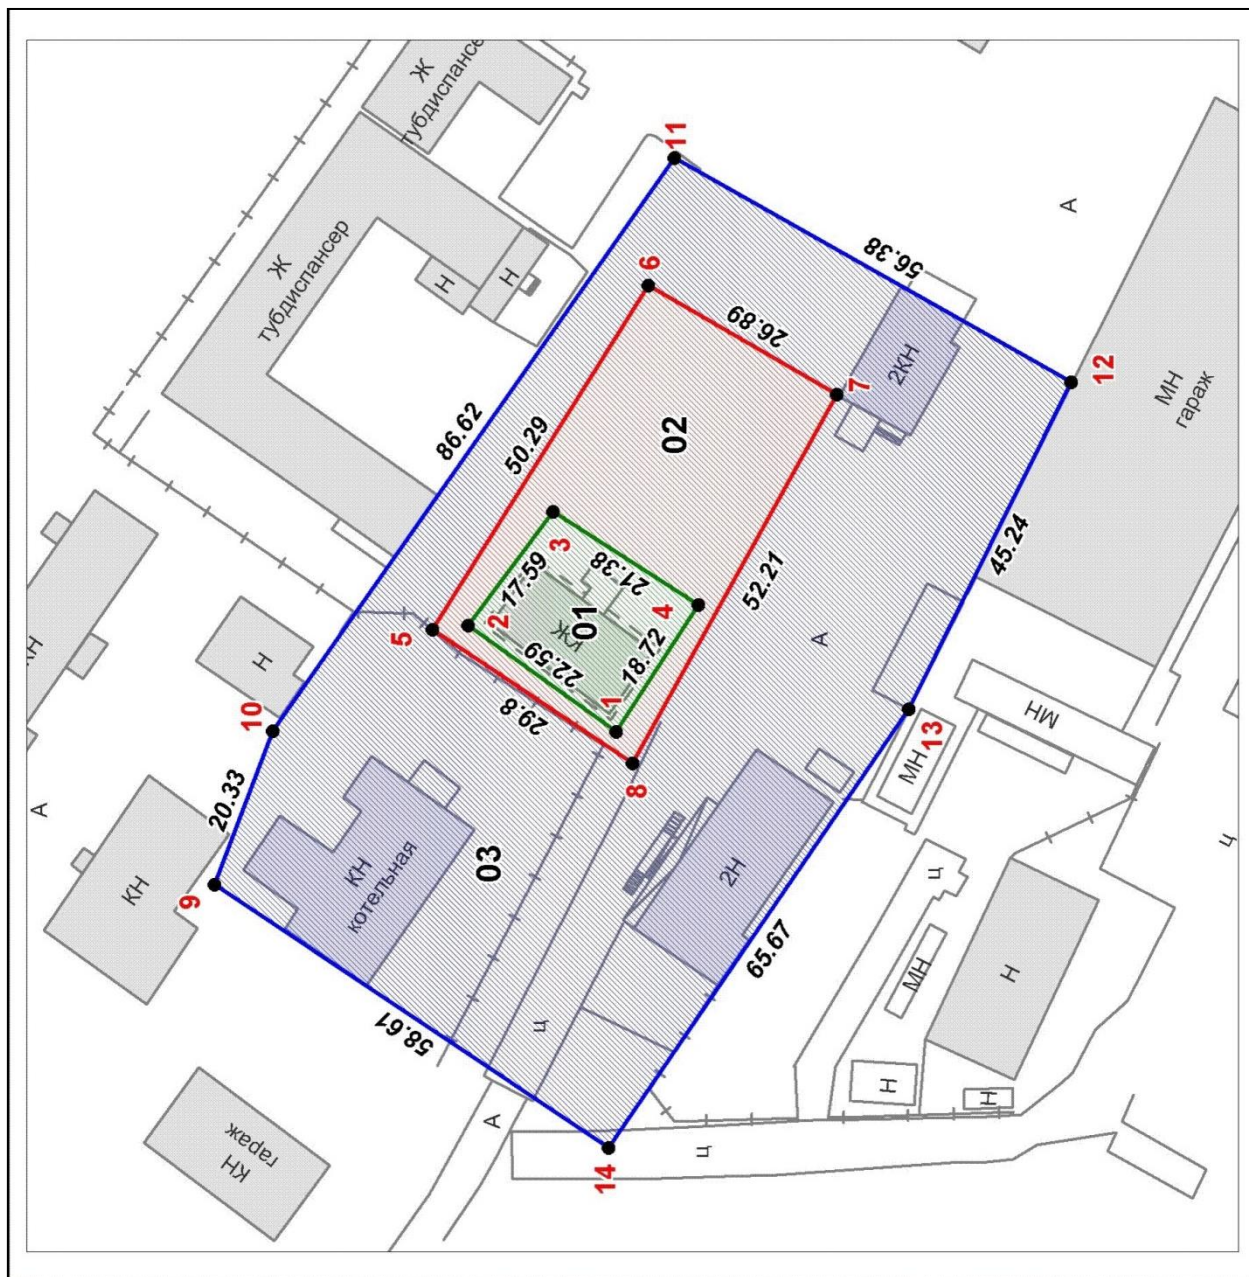 Ж
тубдиспансе
Ж
тубдиспансер
Н
Н
КН
Н
А
КН
11
6
10
5
9
86.62
50.29
56.38
26.89
20.33
02
2КН
7
12
МН
гараж
А
3
17.59
21.38
2
4
01
КЖ
22.59
18.72
1
29.8
8
52.21
45.24
А
13
МН
МН
КН
котельная
03
2Н
65.67
58.61
14
ц
А
ц
ц
ц
МН
Н
Н
Н
КН
гараж